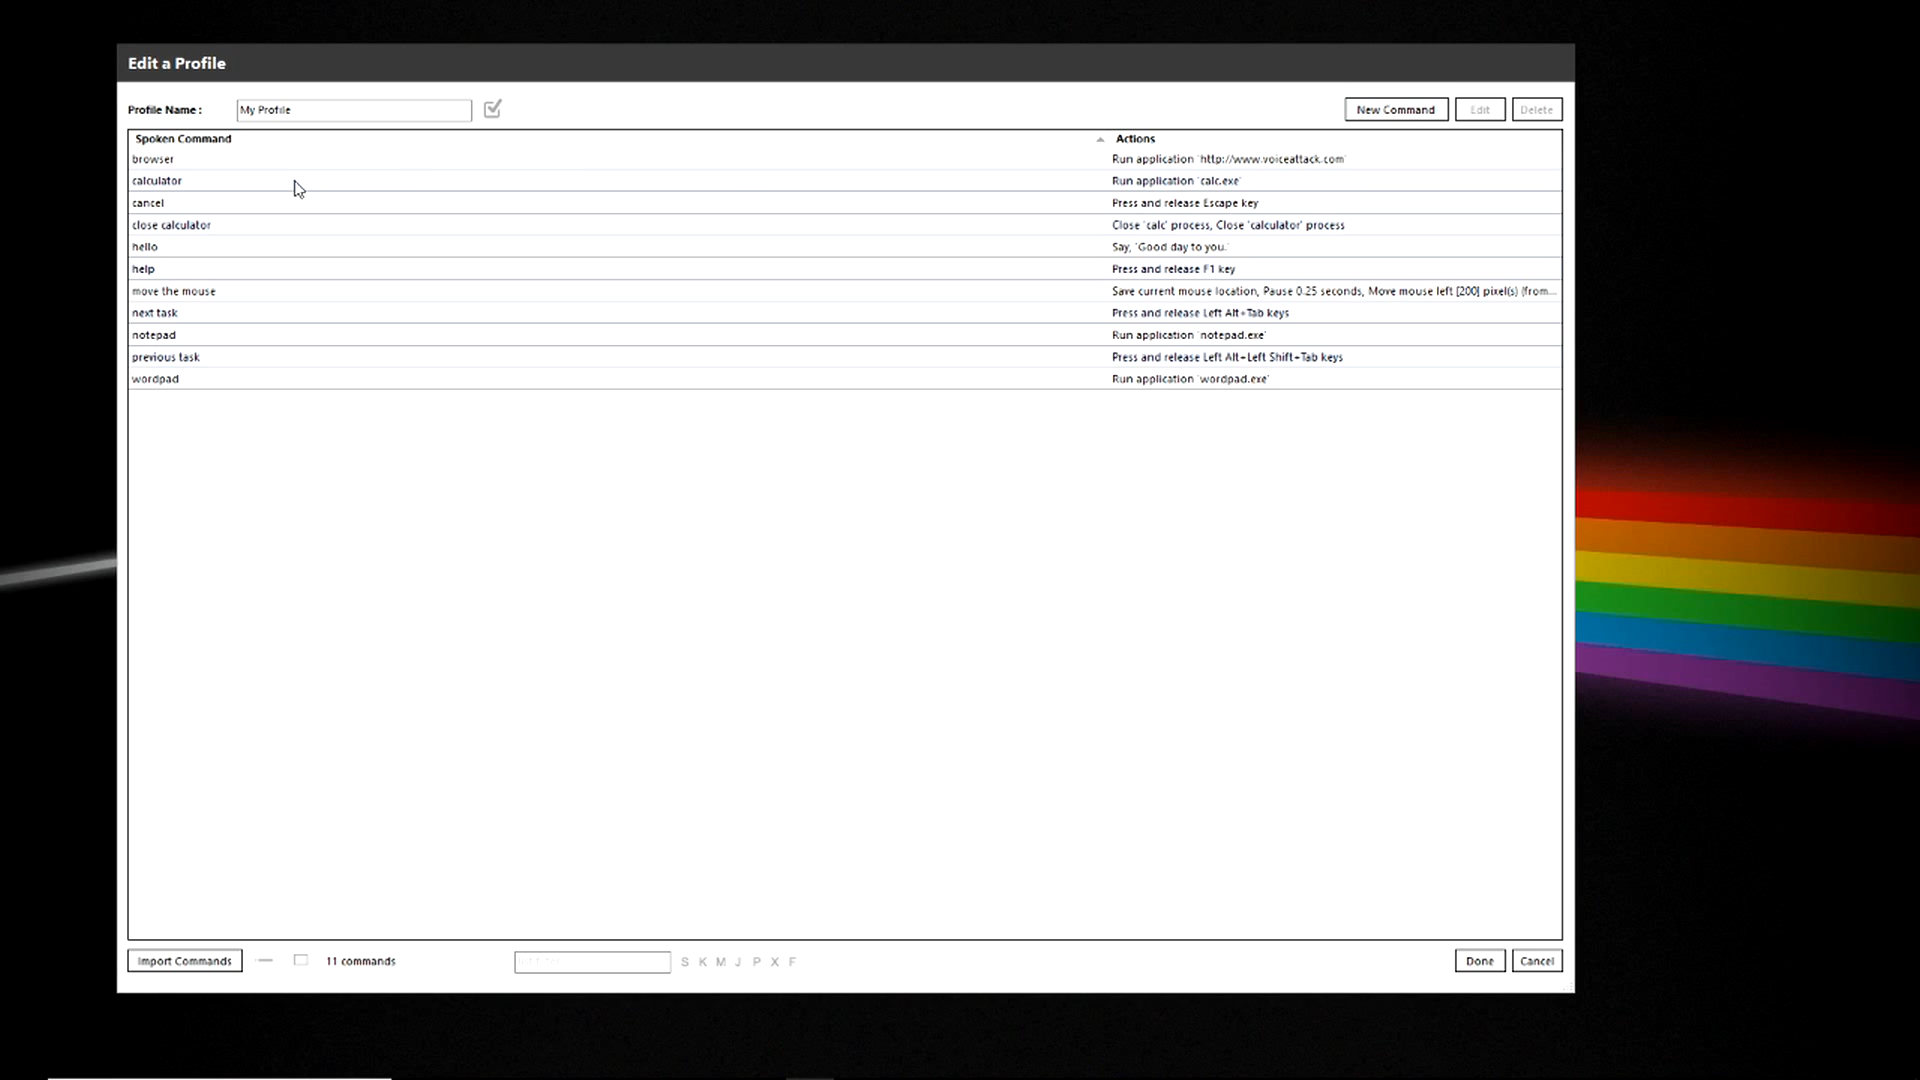 Edit a Profile
Profile Name : My Profile New Command Edit Delete
Spoken Command Actions
browser Run application 'http://www.voiceattack.com'
calculator Run application 'calc.exe'
cancel Press and release Escape key
close calculator Close 'calc' process, Close 'calculator' process
hello Say, 'Good day to you.'
help Press and release F1 key
move the mouse Save current mouse location, Pause 0.25 seconds, Move mouse left [200] pixel(s) (from...
next task Press and release Left Alt+Tab keys
notepad Run application 'notepad.exe'
previous task Press and release Left Alt+Left Shift+Tab keys
wordpad Run application 'wordpad.exe'
Import Commands 11 commands S K M J P X F Done Cancel